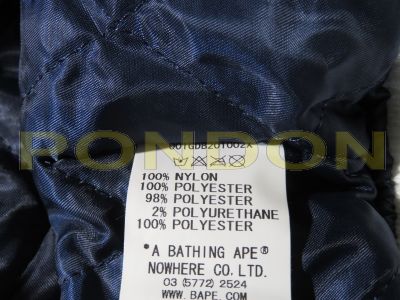 001GDB201002X
RONDON
100% NYLON
100% POLYESTER
98% POLYESTER
2% POLYURETHANE
100% POLYESTER
"A BATHING APE"
NOWHERE CO. LTD.
03 (5772) 2524
WWW. BAPE. COM